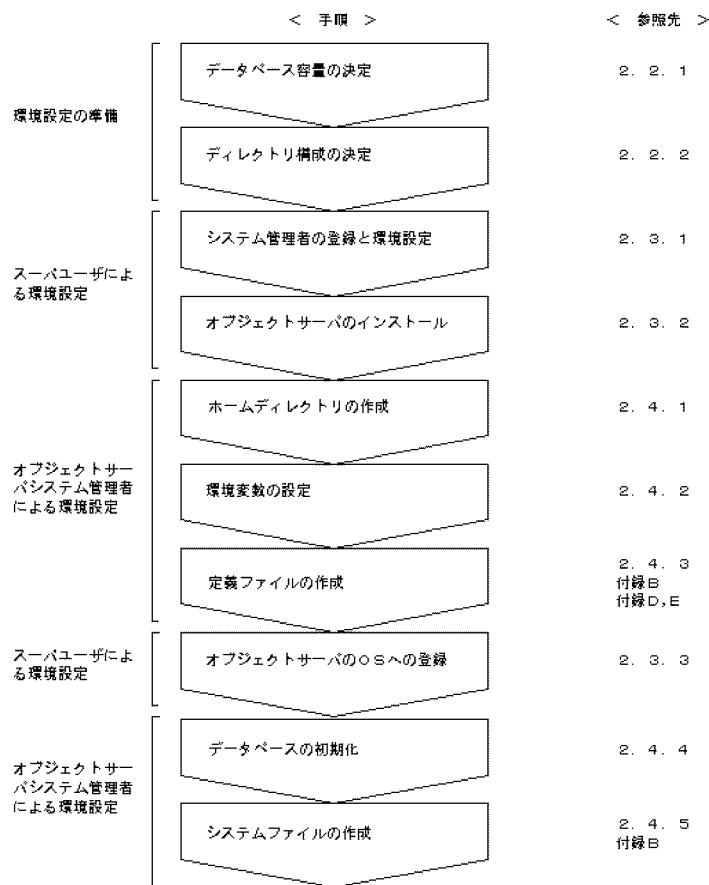 ＜　手順　＞
＜　参照先　＞
環境設定の準備
データベース容量の決定
２．２．１
ディレクトリ構成の決定
２．２．２
スーパユーザによ
る環境設定
システム管理者の登録と環境設定
２．３．１
オブジェクトサーバのインストール
２．３．２
オブジェクトサー
バシステム管理者
による環境設定
ホームディレクトリの作成
２．４．１
環境変数の設定
２．４．２
定義ファイルの作成
２．４．３
付録Ｂ
付録Ｄ,Ｅ
スーパユーザによ
る環境設定
オブジェクトサーバのＯＳへの登録
２．３．３
オブジェクトサー
バシステム管理者
による環境設定
データベースの初期化
２．４．４
システムファイルの作成
２．４．５
付録Ｂ